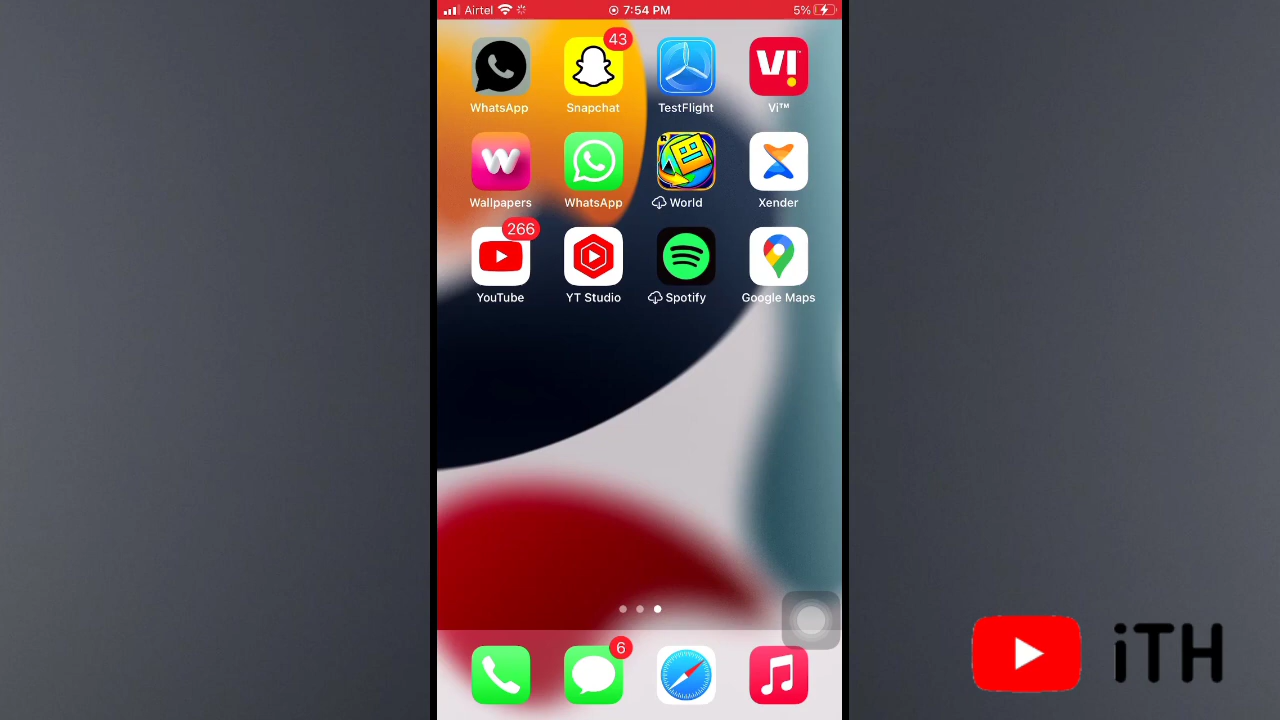 Airtel 7:54 PM 5%
43
WhatsApp Snapchat TestFlight Vi™
Wallpapers WhatsApp World Xender
266
YouTube YT Studio Spotify Google Maps
6
iTH